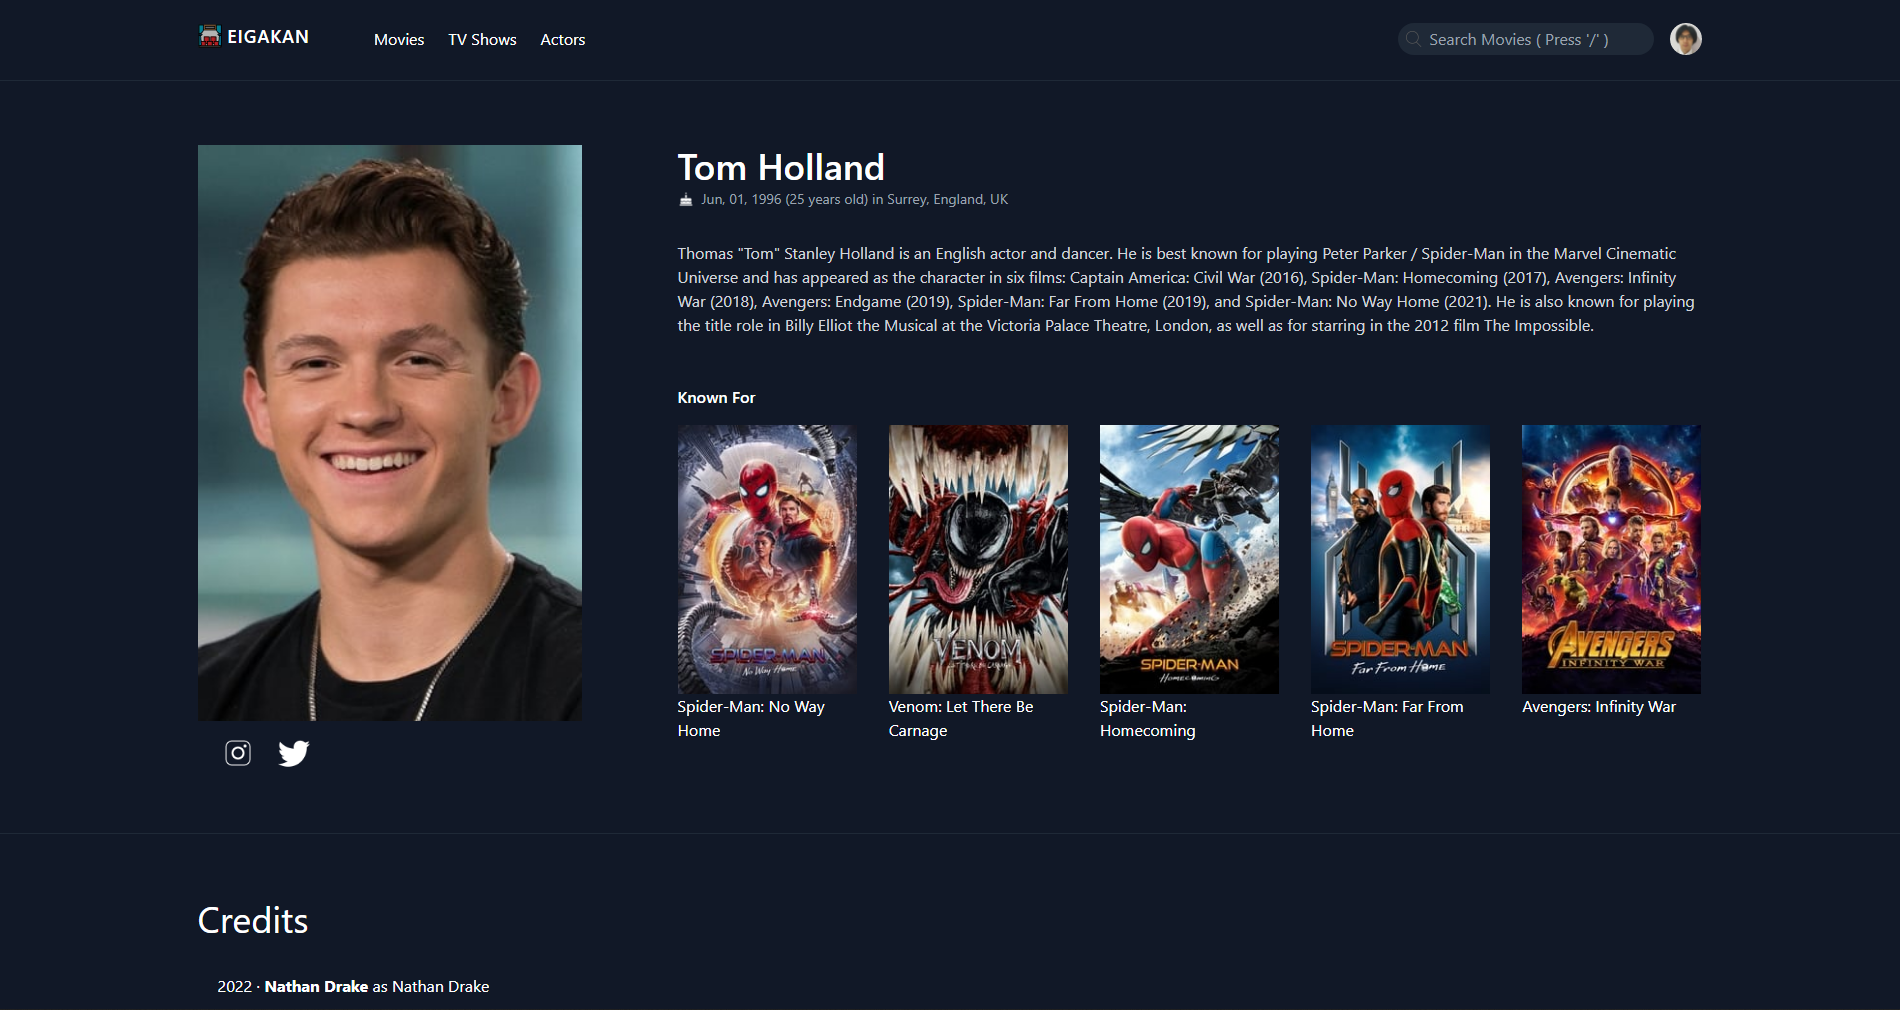 EIGAKAN
Movies
TV Shows
Actors
Search Movies ( Press '/' )
Tom Holland
Jun, 01, 1996 (25 years old) in Surrey, England, UK
Thomas "Tom" Stanley Holland is an English actor and dancer. He is best known for playing Peter Parker / Spider-Man in the Marvel Cinematic
Universe and has appeared as the character in six films: Captain America: Civil War (2016), Spider-Man: Homecoming (2017), Avengers: Infinity
War (2018), Avengers: Endgame (2019), Spider-Man: Far From Home (2019), and Spider-Man: No Way Home (2021). He is also known for playing
the title role in Billy Elliot the Musical at the Victoria Palace Theatre, London, as well as for starring in the 2012 film The Impossible.
Known For
SPIDER-MAN
No Way Home
VENOM
LET THERE BE CARNAGE
SPIDER-MAN
HOMECOMING
SPIDER-MAN
Far From Home
AVENGERS
INFINITY WAR
Spider-Man: No Way
Home
Venom: Let There Be
Carnage
Spider-Man:
Homecoming
Spider-Man: Far From
Home
Avengers: Infinity War
Credits
2022 · Nathan Drake as Nathan Drake